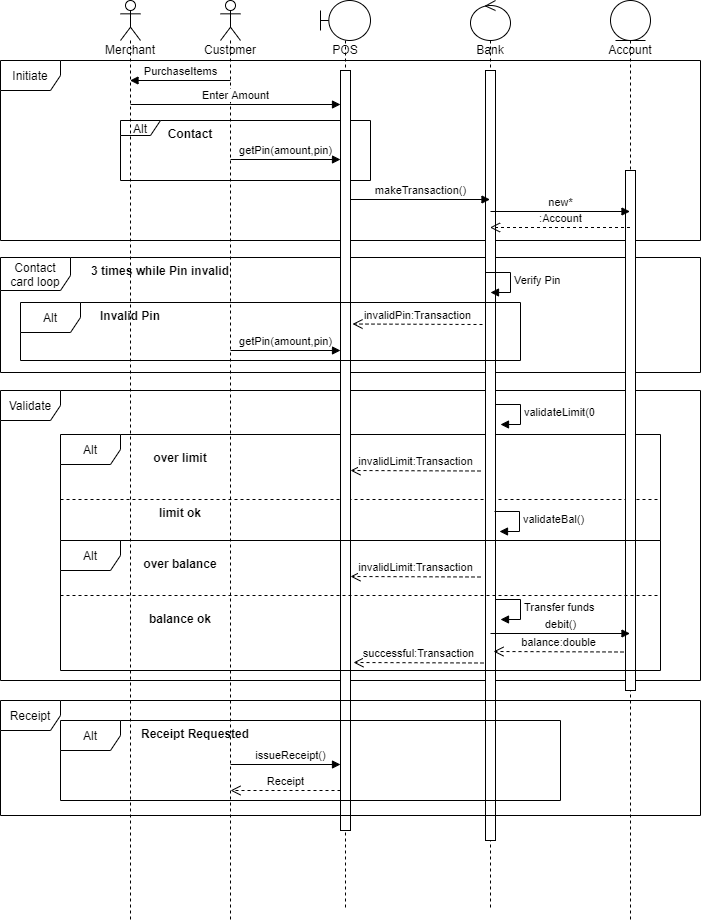 Merchant
Customer
POS
Bank
Account
Initiate
PurchaseItems
Enter Amount
Alt
Contact
getPin(amount,pin)
makeTransaction()
new*
:Account
Contact
card loop
3 times while Pin invalid
Verify Pin
Alt
Invalid Pin
invalidPin:Transaction
getPin(amount,pin)
Validate
validateLimit(0
Alt
over limit
invalidLimit:Transaction
limit ok
validateBal()
Alt
over balance
invalidLimit:Transaction
Transfer funds
balance ok
debit()
balance:double
successful:Transaction
Receipt
Alt
Receipt Requested
issueReceipt()
Receipt